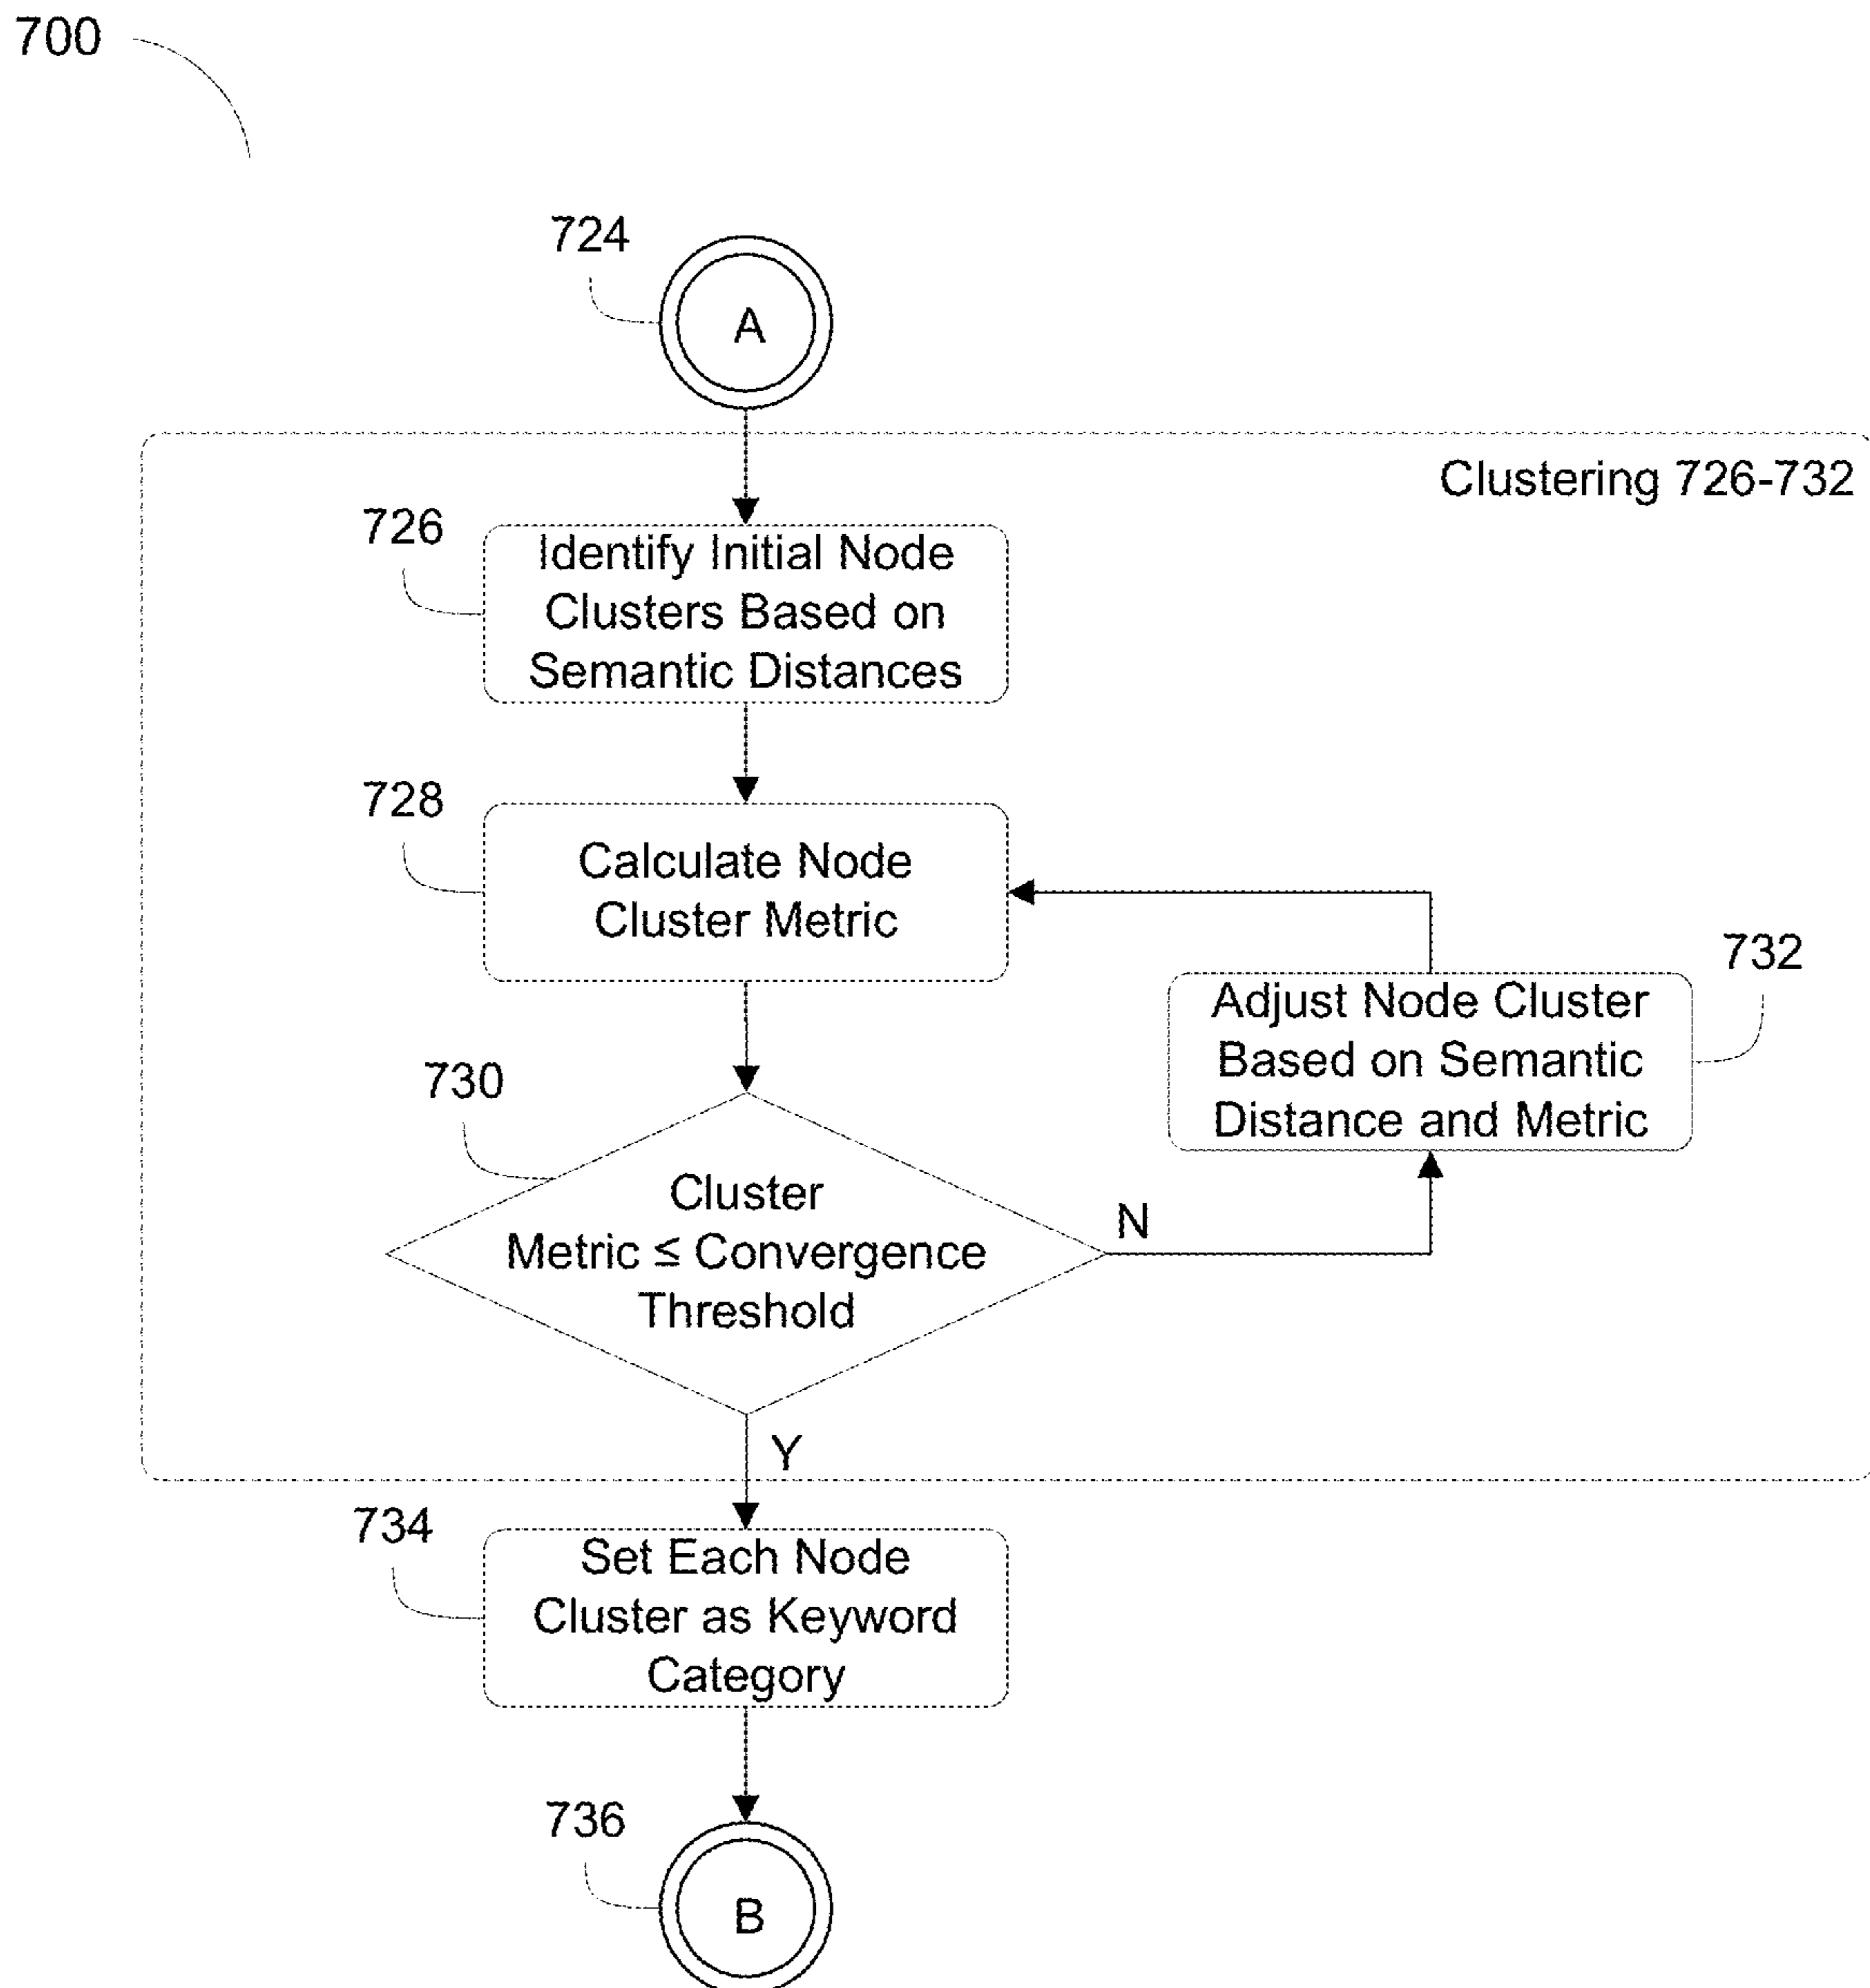 700
724
A
Clustering 726-732
726
Identify Initial Node
Clusters Based on
Semantic Distances
728
Calculate Node
Cluster Metric
732
Adjust Node Cluster
Based on Semantic
Distance and Metric
730
Cluster
Metric ≤ Convergence
Threshold
N
Y
734
Set Each Node
Cluster as Keyword
Category
736
B